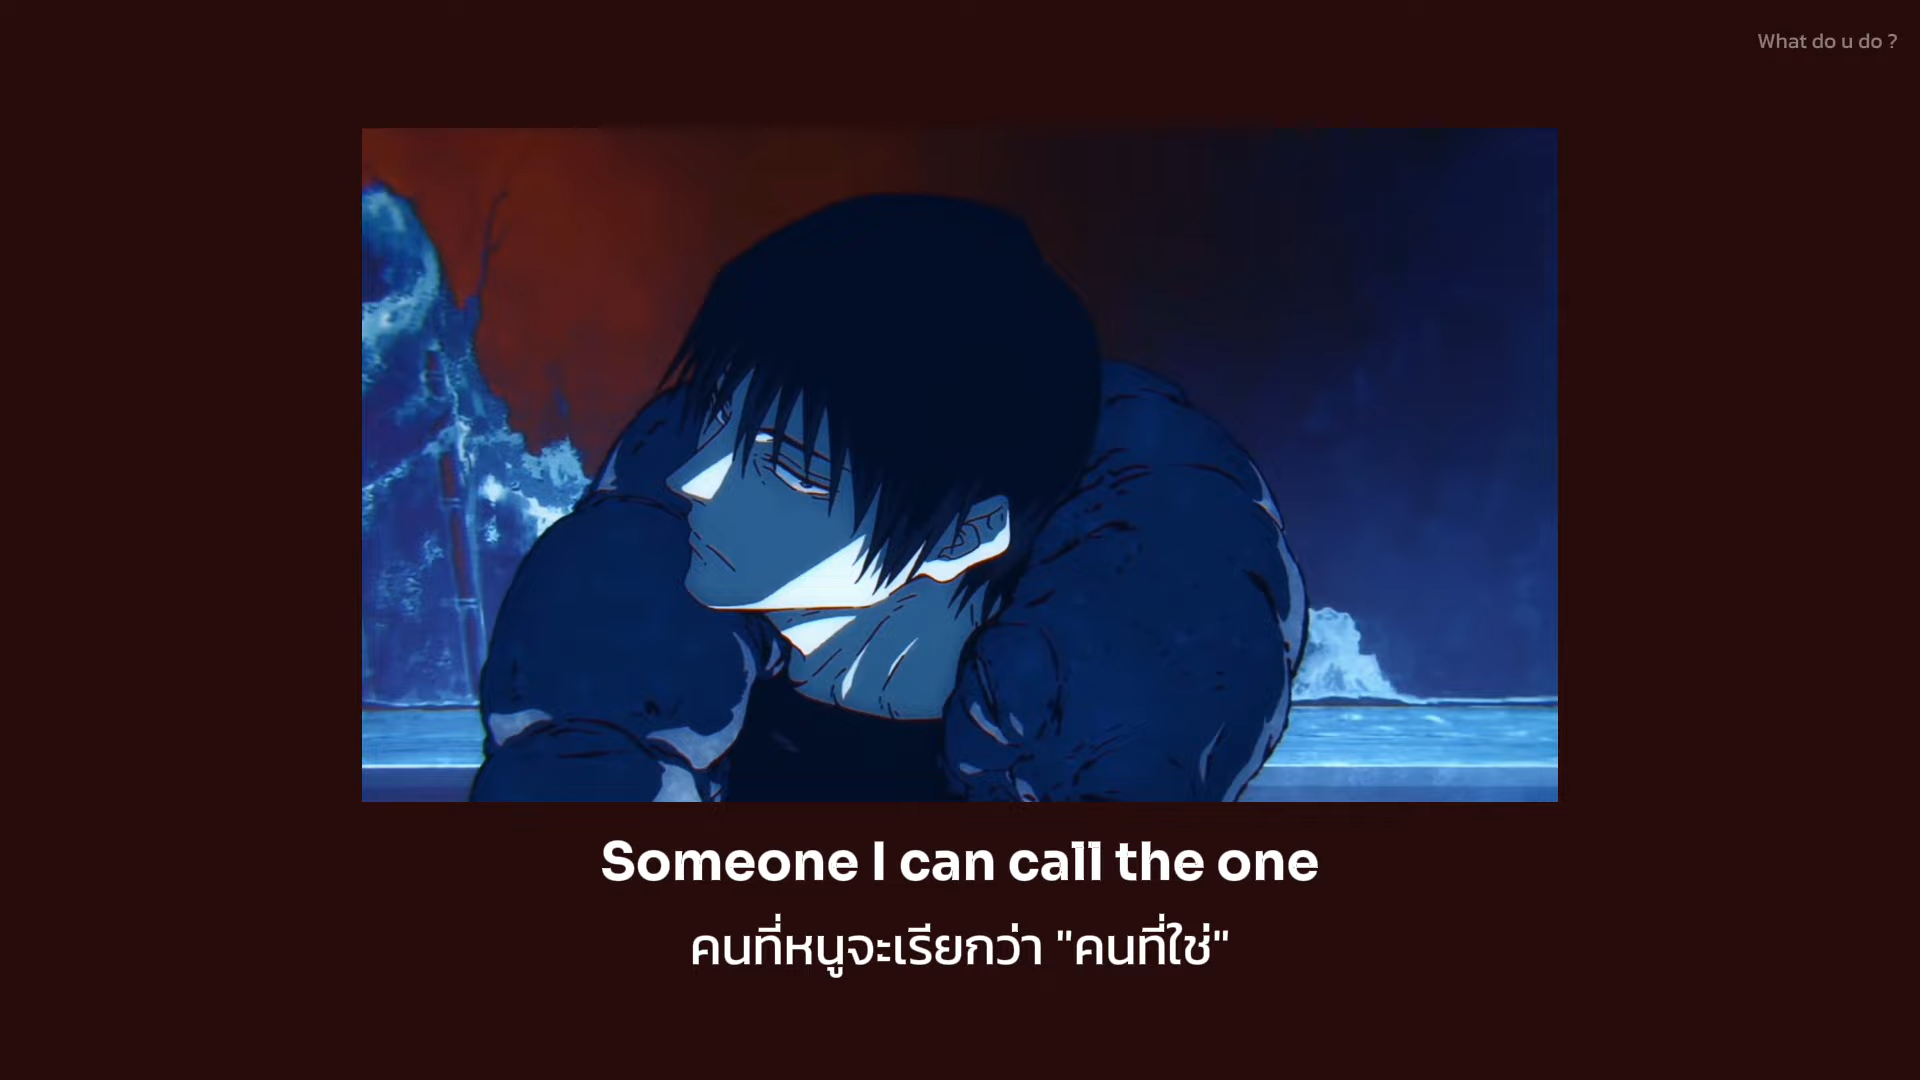 What do u do ?
Someone I can call the one
คนที่หนูจะเรียกว่า "คนที่ใช่"